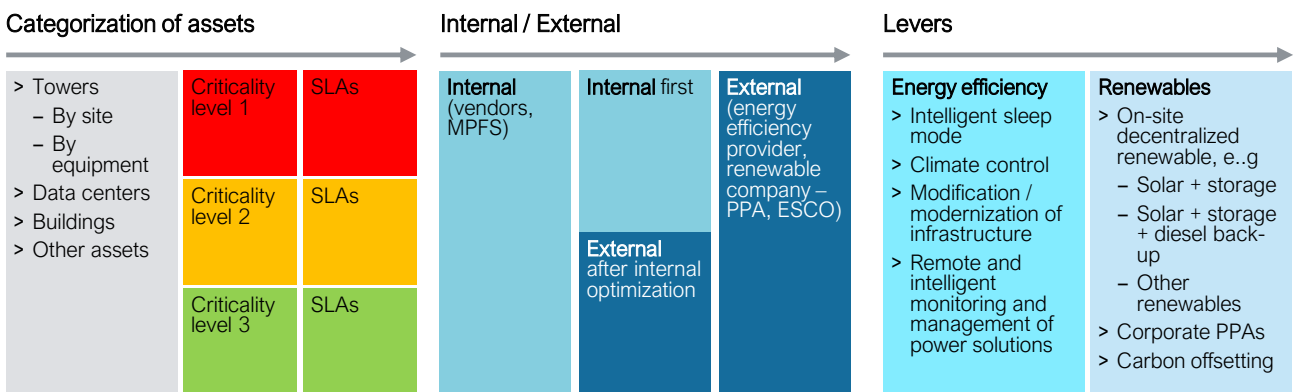 Categorization of assets
Internal / External
Levers
> Towers
– By site
– By
equipment
> Data centers
> Buildings
> Other assets
Criticality
level 1
SLAs
Criticality
level 2
SLAs
Criticality
level 3
SLAs
Internal
(vendors,
MPFS)
Internal first
External
after internal
optimization
External
(energy
efficiency
provider,
renewable
company –
PPA, ESCO)
Energy efficiency
> Intelligent sleep
mode
> Climate control
> Modification /
modernization of
infrastructure
> Remote and
intelligent
monitoring and
management of
power solutions
Renewables
> On-site
decentralized
renewable, e..g
– Solar + storage
– Solar + storage
+ diesel back-
up
– Other
renewables
> Corporate PPAs
> Carbon offsetting